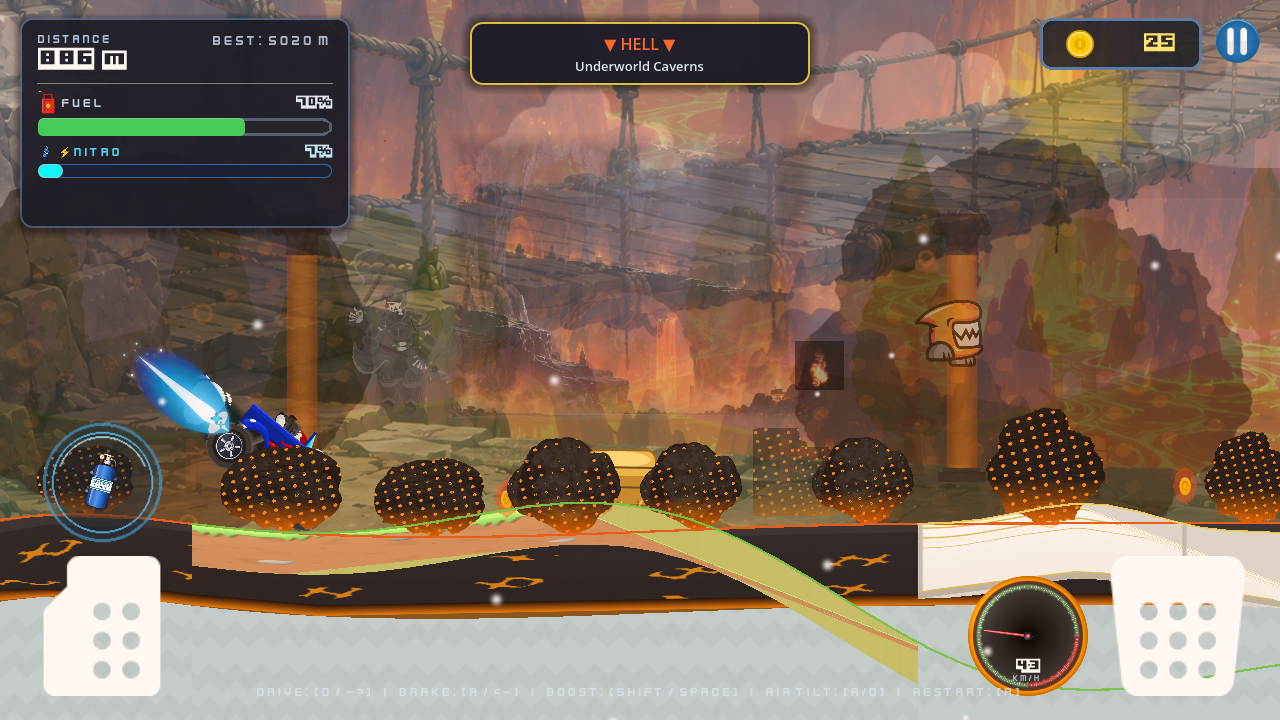 DISTANCE
BEST: 5020 M
886 m
▼ HELL ▼
Underworld Caverns
25
FUEL
70%
⚡NITRO
7%
43
KM/H
DRIVE: [D / ->] | BRAKE: [A / <-] | BOOST: [SHIFT / SPACE] | AIR TILT: [A/D] | RESTART: [R]